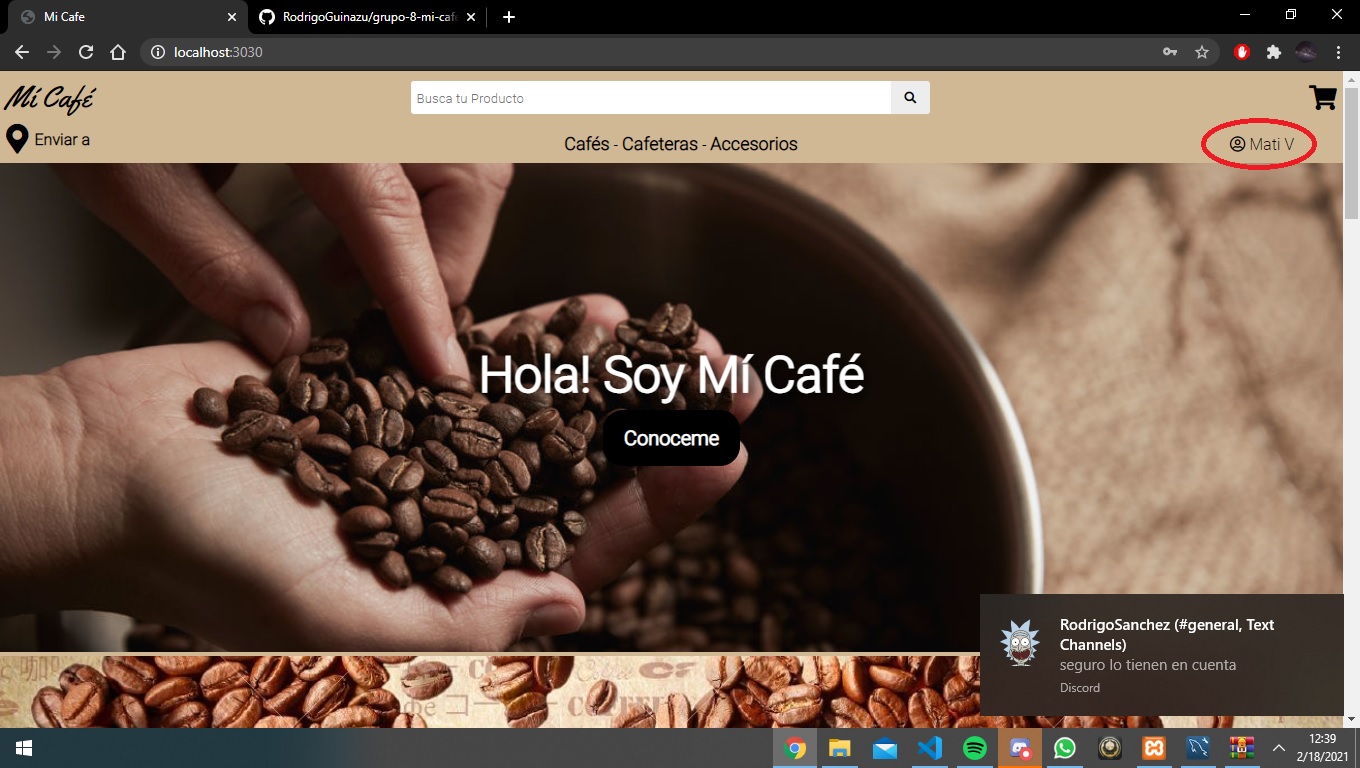 Mi Cafe
RodrigoGuinazu/grupo-8-mi-caf
localhost:3030
Mí Café
Busca tu Producto
Enviar a
Cafés - Cafeteras - Accesorios
Mati V
Hola! Soy Mí Café
Conoceme
RodrigoSanchez (#general, Text
Channels)
seguro lo tienen en cuenta
Discord
12:39
2/18/2021